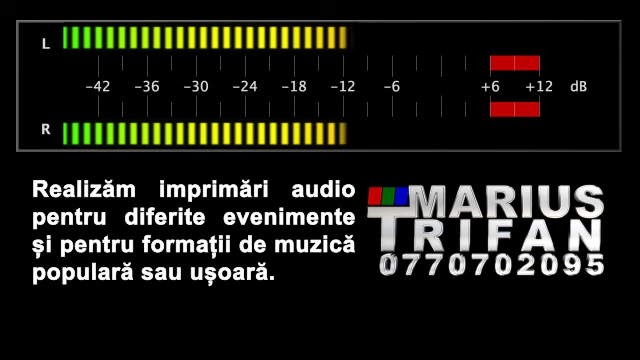 L
-42 -36 -30 -24 -18 -12 -6 +6 +12 dB
R
Realizăm imprimări audio
pentru diferite evenimente
și pentru formații de muzică
populară sau ușoară.
MARIUS
TRIFAN
0770702095